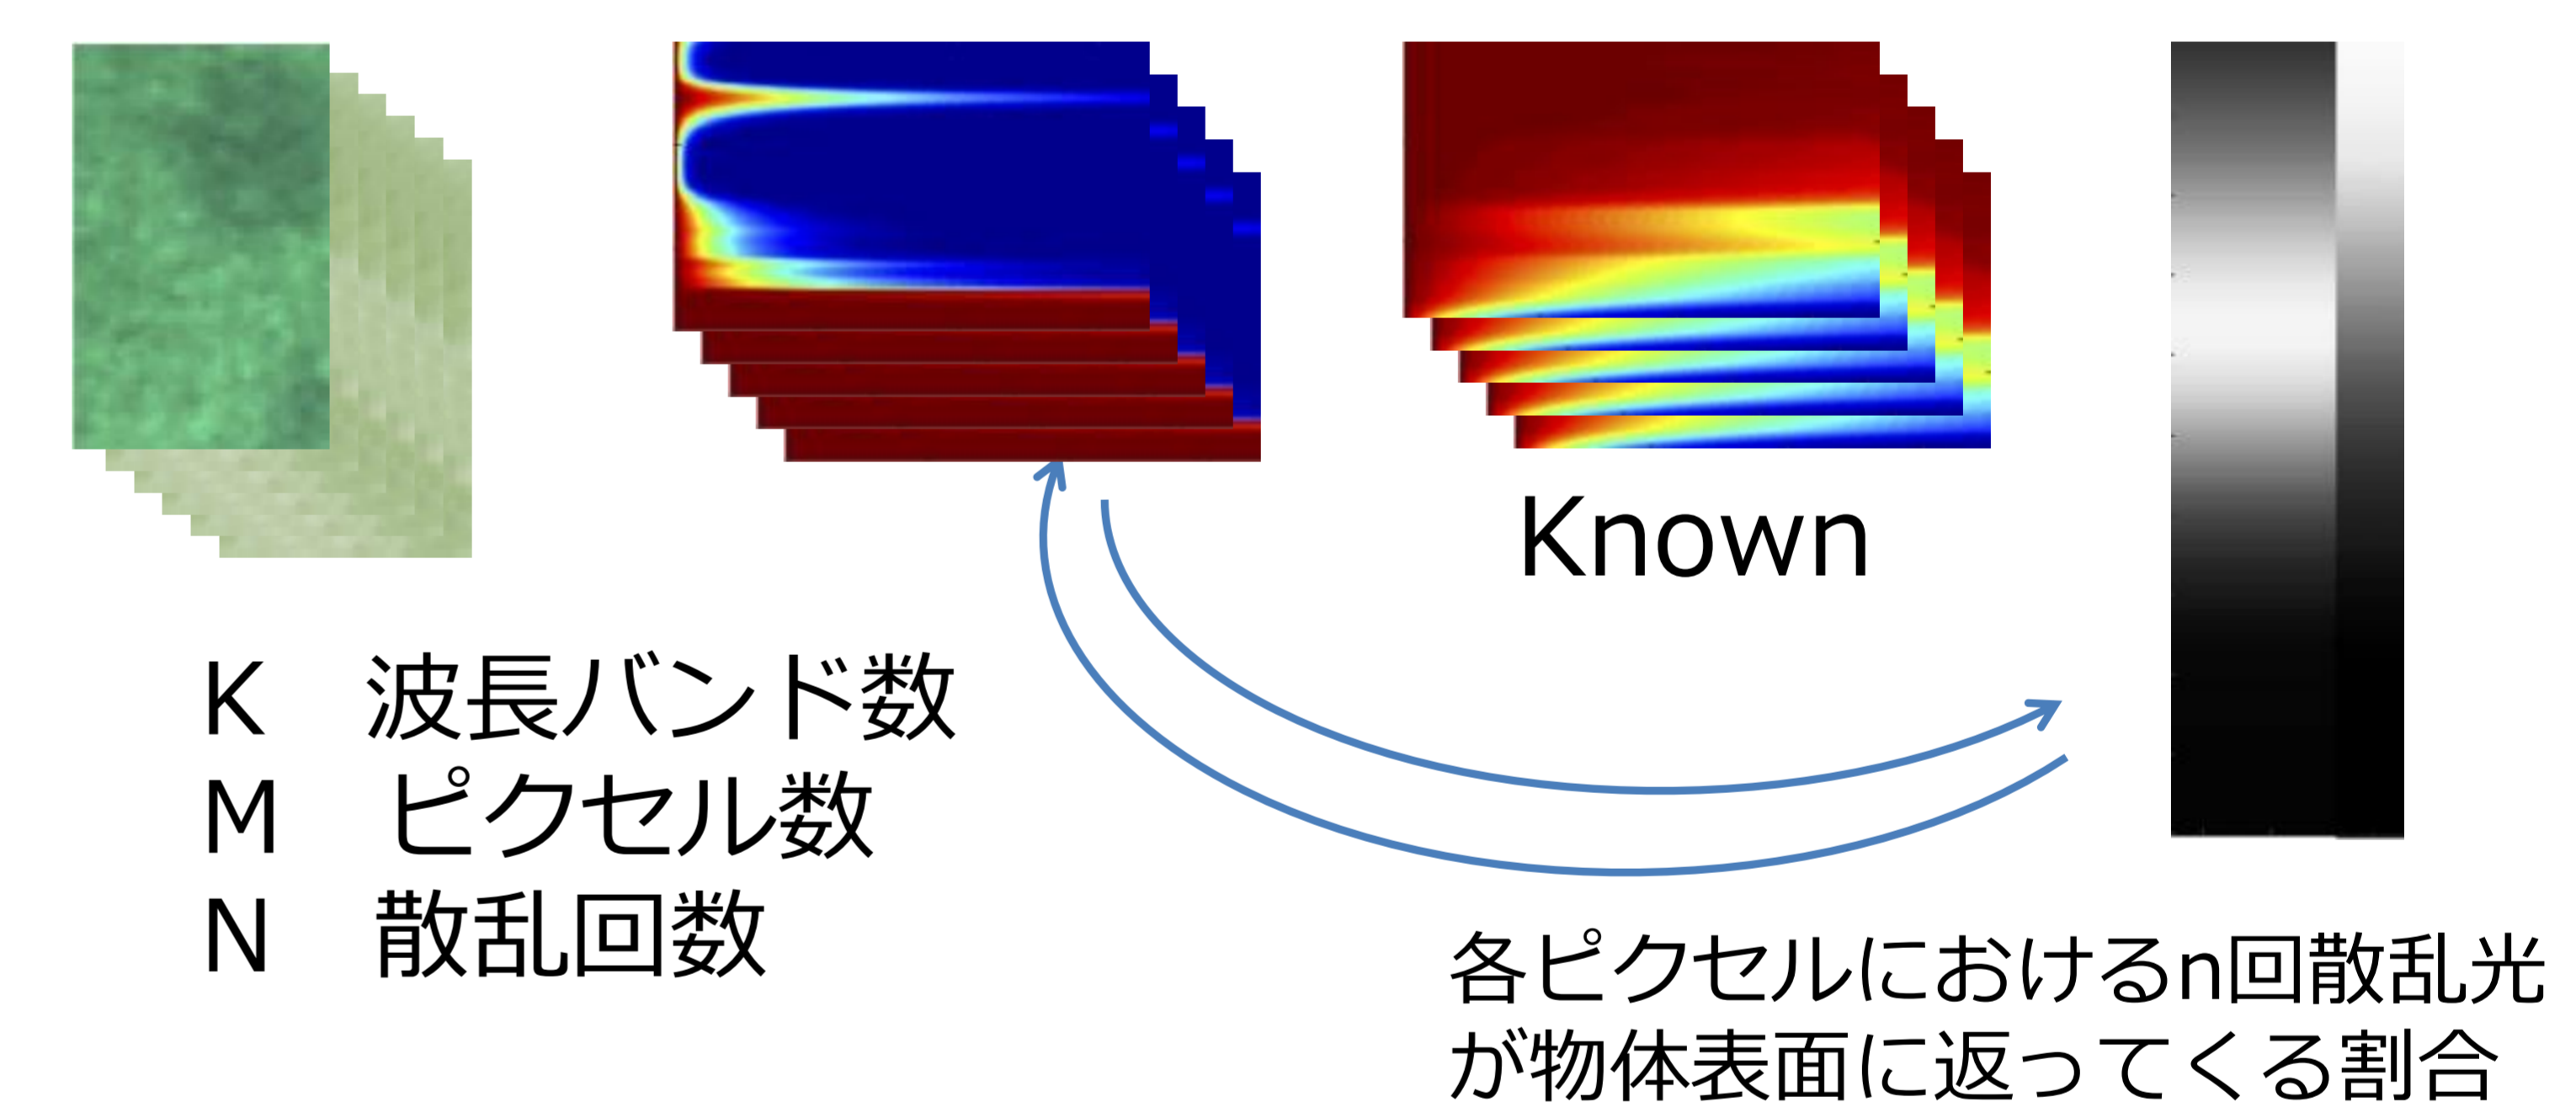 Known
K 波長バンド数
M ピクセル数
N 散乱回数
各ピクセルにおけるn回散乱光
が物体表面に返ってくる割合